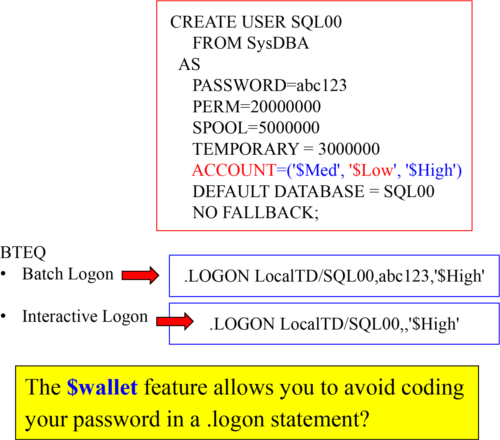 CREATE USER SQL00
FROM SysDBA
AS
PASSWORD=abc123
PERM=20000000
SPOOL=5000000
TEMPORARY = 3000000
ACCOUNT=('$Med', '$Low', '$High')
DEFAULT DATABASE = SQL00
NO FALLBACK;
BTEQ
• Batch Logon
.LOGON LocalTD/SQL00,abc123,'$High'
• Interactive Logon
.LOGON LocalTD/SQL00,,'$High'
The $wallet feature allows you to avoid coding
your password in a .logon statement?